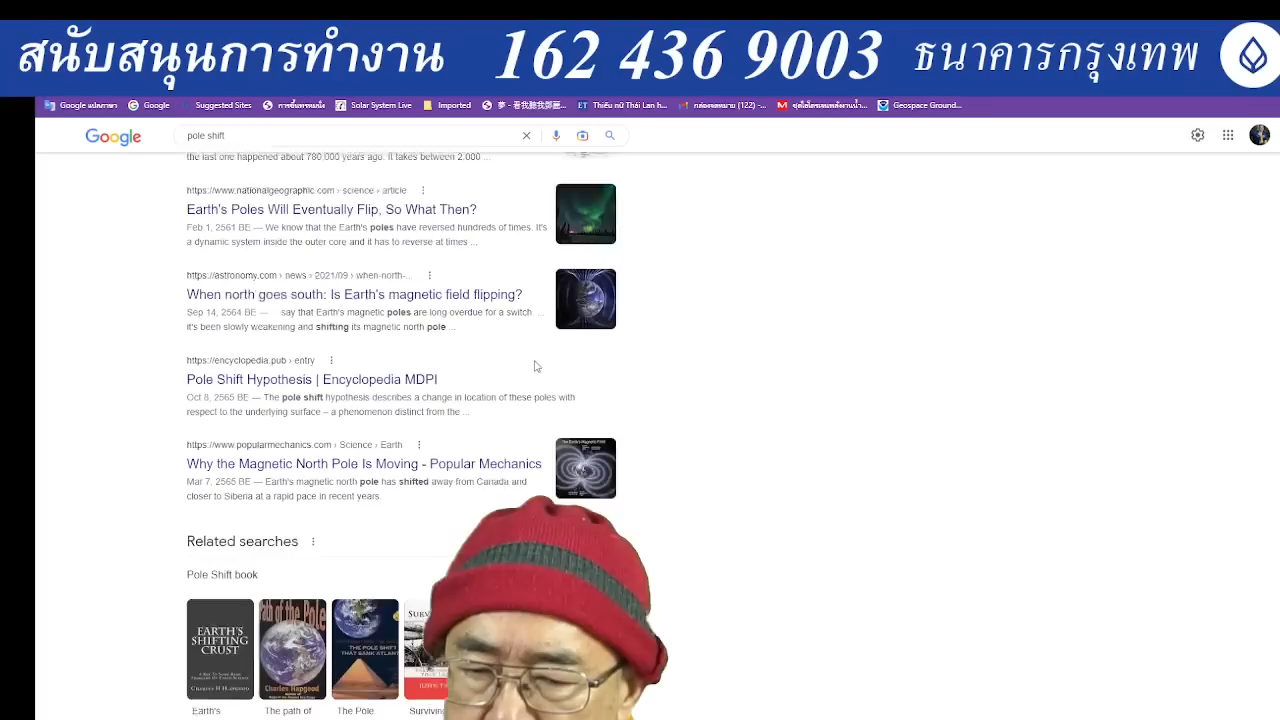 สนับสนุนการทำงาน 162 436 9003 ธนาคารกรุงเทพ
Google แปลภาษา Google Suggested Sites Solar System Live Imported Geospace Ground...
Google pole shift
the last one happened about 780,000 years ago. It takes between 2,000 ...
https://www.nationalgeographic.com › science › article
Earth's Poles Will Eventually Flip, So What Then?
Feb 1, 2561 BE — We know that the Earth's poles have reversed hundreds of times. It's
a dynamic system inside the outer core and it has to reverse at times ...
https://astronomy.com › news › 2021/09 › when-north-...
When north goes south: Is Earth's magnetic field flipping?
Sep 14, 2564 BE — say that Earth's magnetic poles are long overdue for a switch ...
it's been slowly weakening and shifting its magnetic north pole ...
https://encyclopedia.pub › entry
Pole Shift Hypothesis | Encyclopedia MDPI
Oct 8, 2565 BE — The pole shift hypothesis describes a change in location of these poles with
respect to the underlying surface – a phenomenon distinct from the ...
https://www.popularmechanics.com › Science › Earth
Why the Magnetic North Pole Is Moving - Popular Mechanics
Mar 7, 2565 BE — Earth's magnetic north pole has shifted away from Canada and
closer to Siberia at a rapid pace in recent years.
Related searches
Pole Shift book
EARTH'S
SHIFTING
CRUST
CHARLES H HAPGOOD
Path of the Pole
Charles Hapgood
THE POLE SHIFT
THAT SANK ATLANT
Earth's The path of The Pole Surviving